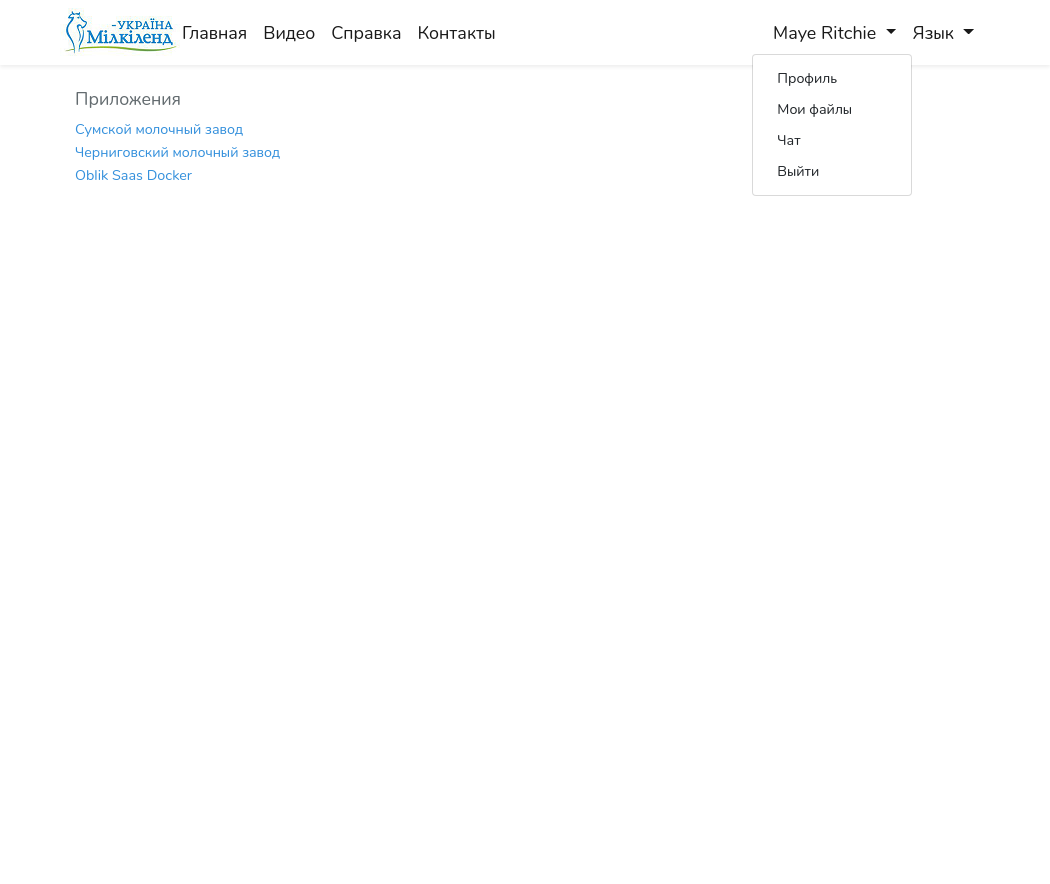 -УКРАЇНА
Мілкіленд
Главная Видео Справка Контакты
Maye Ritchie Язык
Профиль
Мои файлы
Чат
Выйти
Приложения
Сумской молочный завод
Черниговский молочный завод
Oblik Saas Docker